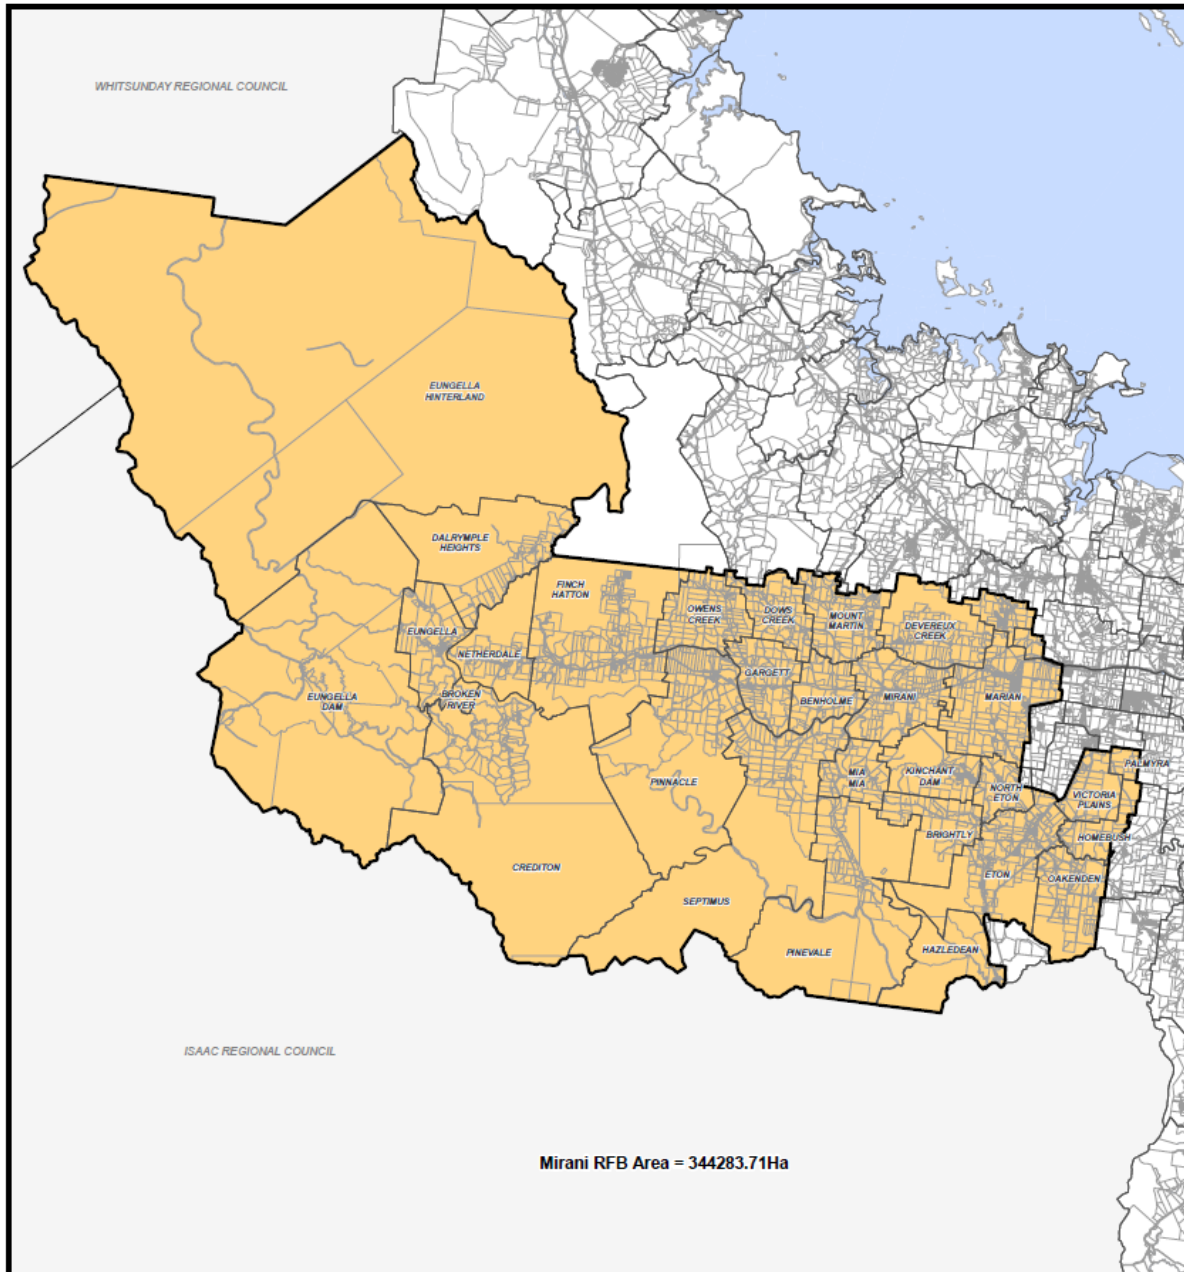 WHITSUNDAY REGIONAL COUNCIL
EUNGELLA
HINTERLAND
DALRYMPLE
HEIGHTS
FINCH
HATTON
OWENS
CREEK
DOWS
CREEK
MOUNT
MARTIN
DEVEREUX
CREEK
EUNGELLA
NETHERDALE
GARGETT
BENHOLME
MIRANI
MARIAN
EUNGELLA
DAM
BROKEN
RIVER
PINNACLE
MIA
MIA
KINCHANT
DAM
NORTH
ETON
PALMYRA
VICTORIA
PLAINS
BRIGHTLY
HOMEBUSH
CREDITON
ETON
OAKENDEN
SEPTIMUS
PINEVALE
HAZLEDEAN
ISAAC REGIONAL COUNCIL
Mirani RFB Area = 344283.71Ha